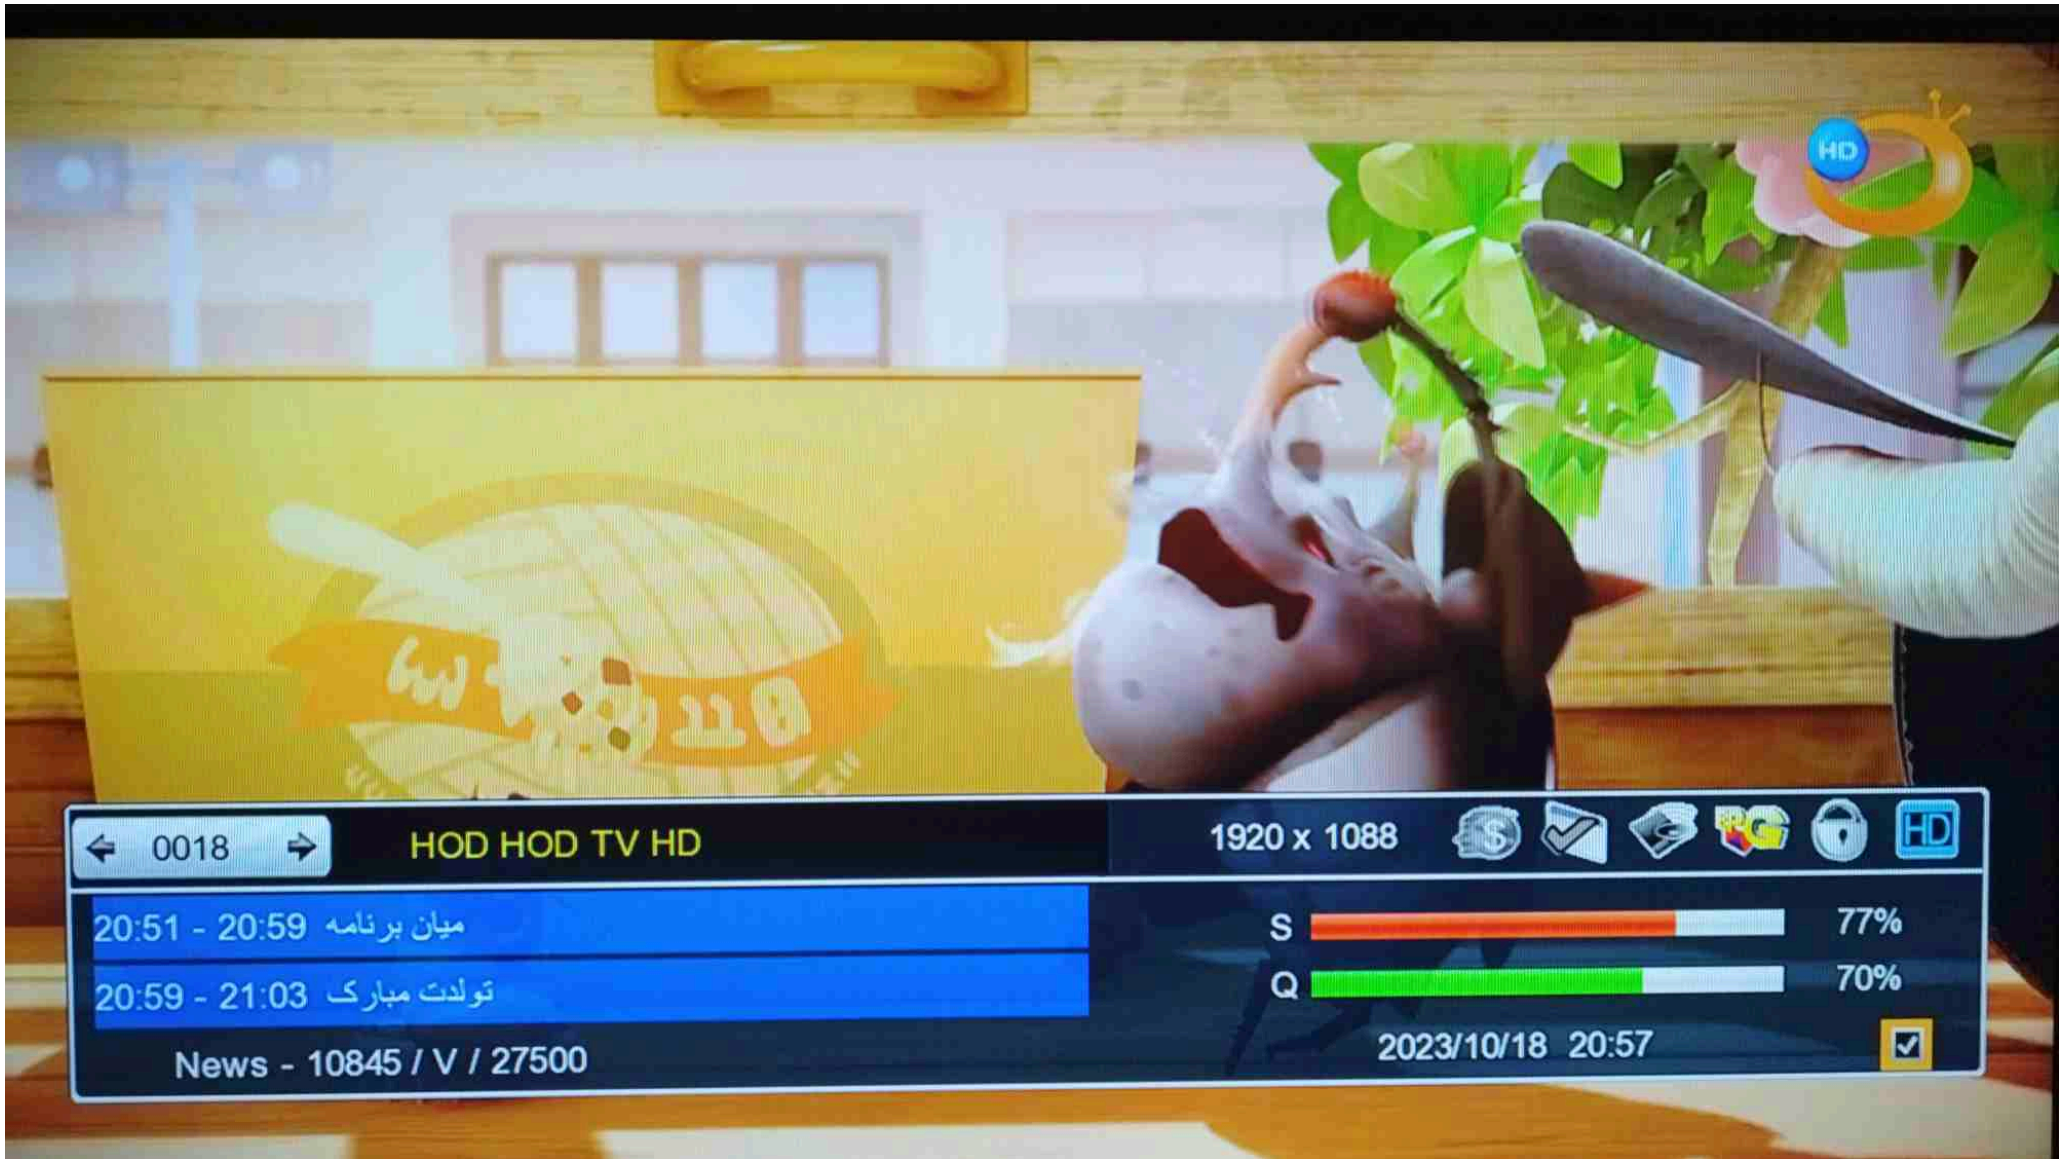 HD
0018 HOD HOD TV HD 1920 x 1088 HD
20:51 - 20:59 میان برنامه
S 77%
20:59 - 21:03 تولدت مبارک
Q 70%
News - 10845 / V / 27500
2023/10/18 20:57